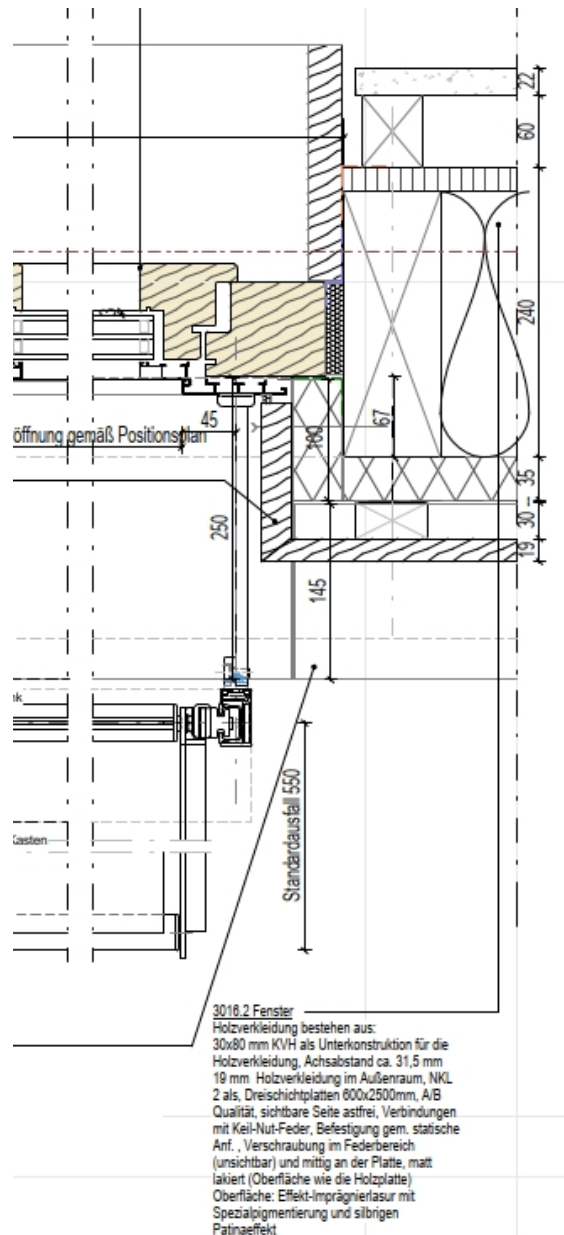 22
60
240
45
öffnung gemäß Positionsplan
67
35
250
30
19
145
nk
Standardausfall 550
Kasten
3016.2 Fenster
Holzverkleidung bestehen aus:
30x80 mm KVH als Unterkonstruktion für die
Holzverkleidung, Achsabstand ca. 31,5 mm
19 mm  Holzverkleidung im Außenraum, NKL
2 als, Dreischichtplatten 600x2500mm, A/B
Qualität, sichtbare Seite astfrei, Verbindungen
mit Keil-Nut-Feder, Befestigung gem. statische
Anf. , Verschraubung im Federbereich
(unsichtbar) und mittig an der Platte, matt
lakiert (Oberfläche wie die Holzplatte)
Oberfläche: Effekt-Imprägnierlasur mit
Spezialpigmentierung und silbrigen
Patinaeffekt